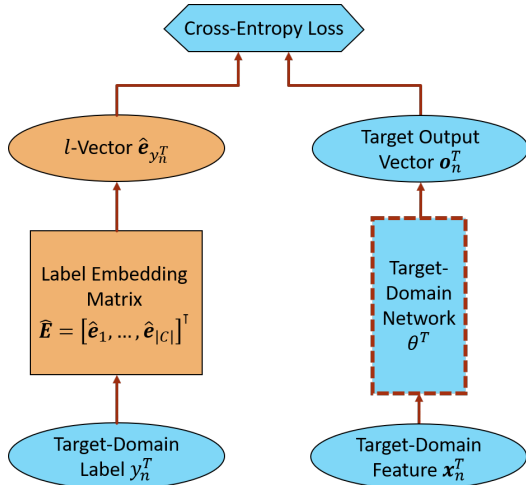 Cross-Entropy Loss
l-Vector ê_{y_n^T}
Target Output
Vector o_n^T
Label Embedding
Matrix
Ê = [ê_1, …, ê_{|C|}]^⊺
Target-
Domain
Network
θ^T
Target-Domain
Label y_n^T
Target-Domain
Feature x_n^T